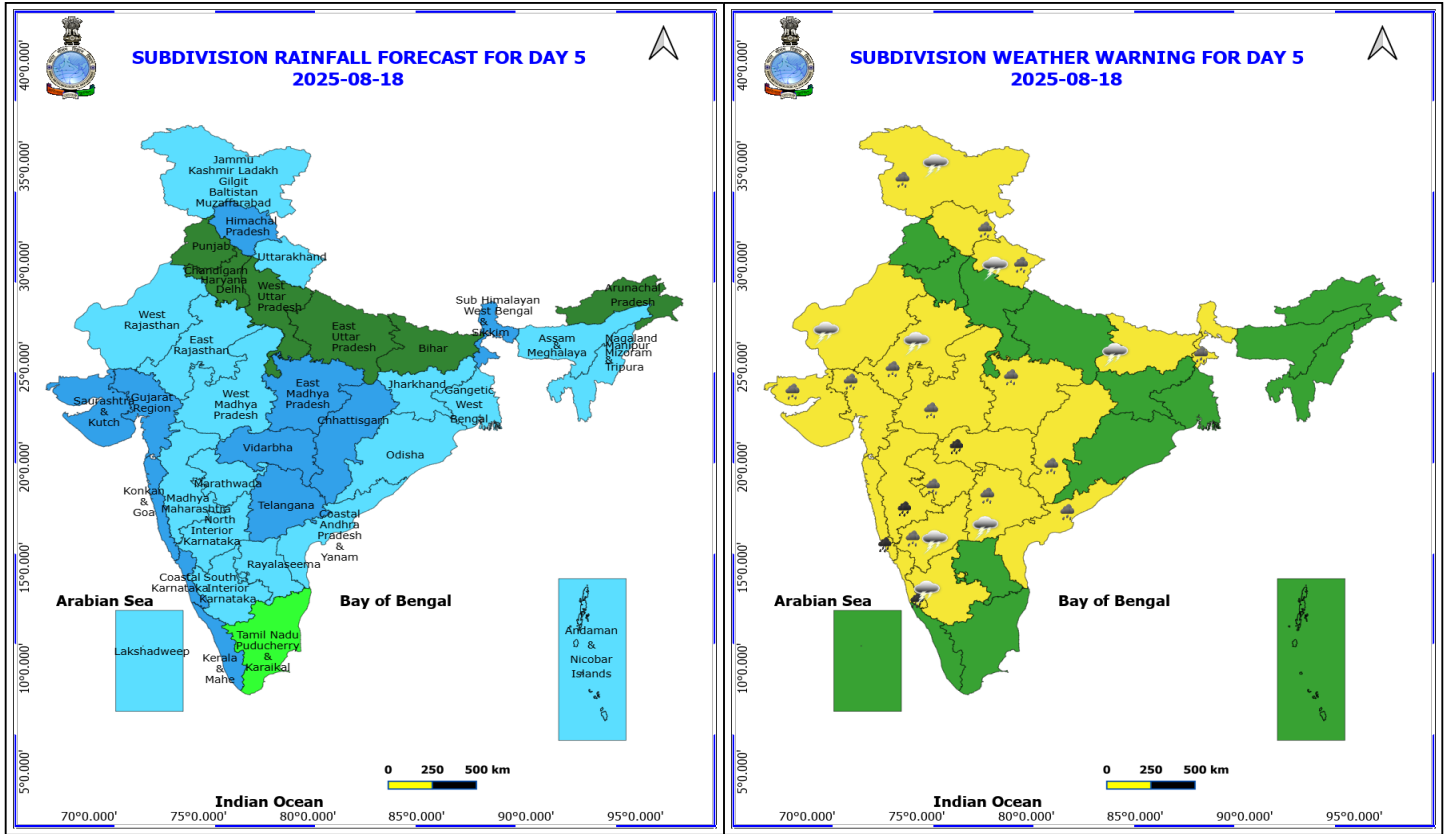 SUBDIVISION RAINFALL FORECAST FOR DAY 5
2025-08-18
40°0.000'
35°0.000'
30°0.000'
25°0.000'
20°0.000'
15°0.000'
10°0.000'
5°0.000'
Jammu
Kashmir Ladakh
Gilgit
Baltistan
Muzaffarabad
Himachal
Pradesh
Punjab
Uttarakhand
Chandigarh
Haryana
Delhi
West
Uttar
Pradesh
West
Rajasthan
East
Rajasthan
East
Uttar
Pradesh
Bihar
Sub Himalayan
West Bengal
&
Sikkim
Arunachal
Pradesh
Assam
&
Meghalaya
Nagaland
Manipur
Mizoram
&
Tripura
Jharkhand
Gangetic
West
Bengal
Saurashtra
&
Kutch
Gujarat
Region
West
Madhya
Pradesh
East
Madhya
Pradesh
Chhattisgarh
Vidarbha
Odisha
Konkan
&
Goa
Madhya
Maharashtra
Marathwada
Telangana
North
Interior
Karnataka
Coastal
Andhra
Pradesh
&
Yanam
Rayalaseema
Coastal
Karnataka
South
Interior
Karnataka
Tamil Nadu
Puducherry
&
Karaikal
Kerala
&
Mahe
Arabian Sea
Lakshadweep
Bay of Bengal
Andaman
&
Nicobar
Islands
0 250 500 km
Indian Ocean
70°0.000' 75°0.000' 80°0.000' 85°0.000' 90°0.000' 95°0.000'
SUBDIVISION WEATHER WARNING FOR DAY 5
2025-08-18
40°0.000'
35°0.000'
30°0.000'
25°0.000'
20°0.000'
15°0.000'
10°0.000'
5°0.000'
Arabian Sea
Bay of Bengal
0 250 500 km
Indian Ocean
70°0.000' 75°0.000' 80°0.000' 85°0.000' 90°0.000' 95°0.000'